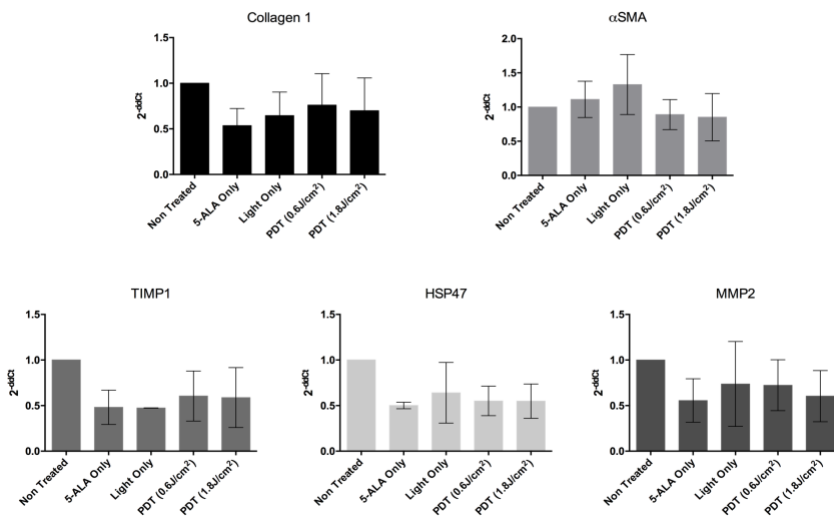 Collagen 1
2-ddCt
1.5
1.0
0.5
0.0
Non Treated
5-ALA Only
Light Only
PDT (0.6J/cm²)
PDT (1.8J/cm²)
αSMA
2-ddCt
2.0
1.5
1.0
0.5
0.0
Non Treated
5-ALA Only
Light Only
PDT (0.6J/cm²)
PDT (1.8J/cm²)
TIMP1
2-ddCt
1.5
1.0
0.5
0.0
Non Treated
5-ALA Only
Light Only
PDT (0.6J/cm²)
PDT (1.8J/cm²)
HSP47
2-ddCt
1.5
1.0
0.5
0.0
Non Treated
5-ALA Only
Light Only
PDT (0.6J/cm²)
PDT (1.8J/cm²)
MMP2
2-ddCt
1.5
1.0
0.5
0.0
Non Treated
5-ALA Only
Light Only
PDT (0.6J/cm²)
PDT (1.8J/cm²)